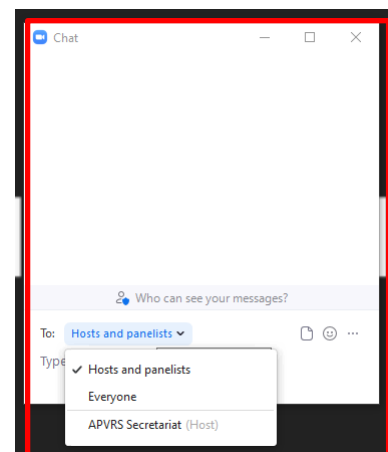 Chat
Who can see your messages?
To: Hosts and panelists
Type
Hosts and panelists
Everyone
APVRS Secretariat (Host)